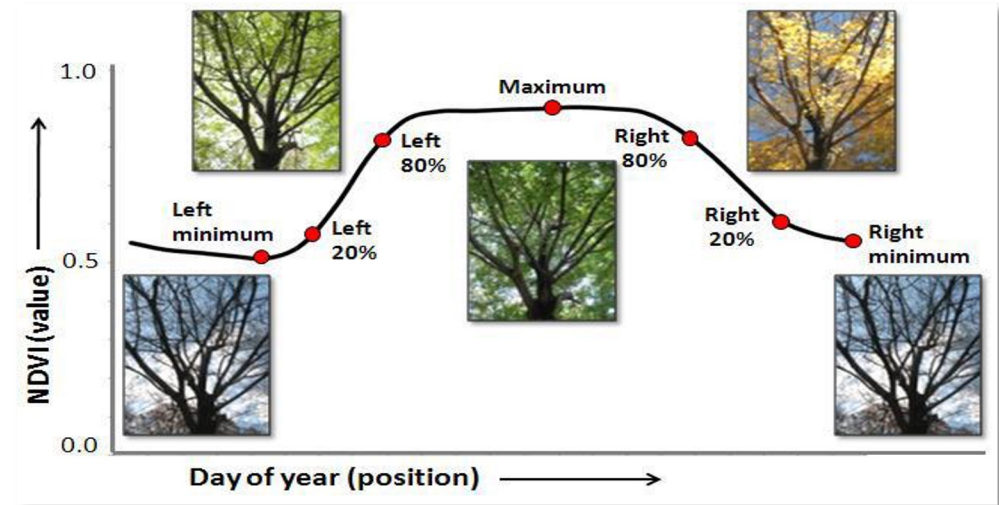 1.0
Maximum
Left
80%
Right
80%
Left
minimum
Left
20%
Right
20%
Right
minimum
0.5
NDVI(value)
0.0
Day of year (position)